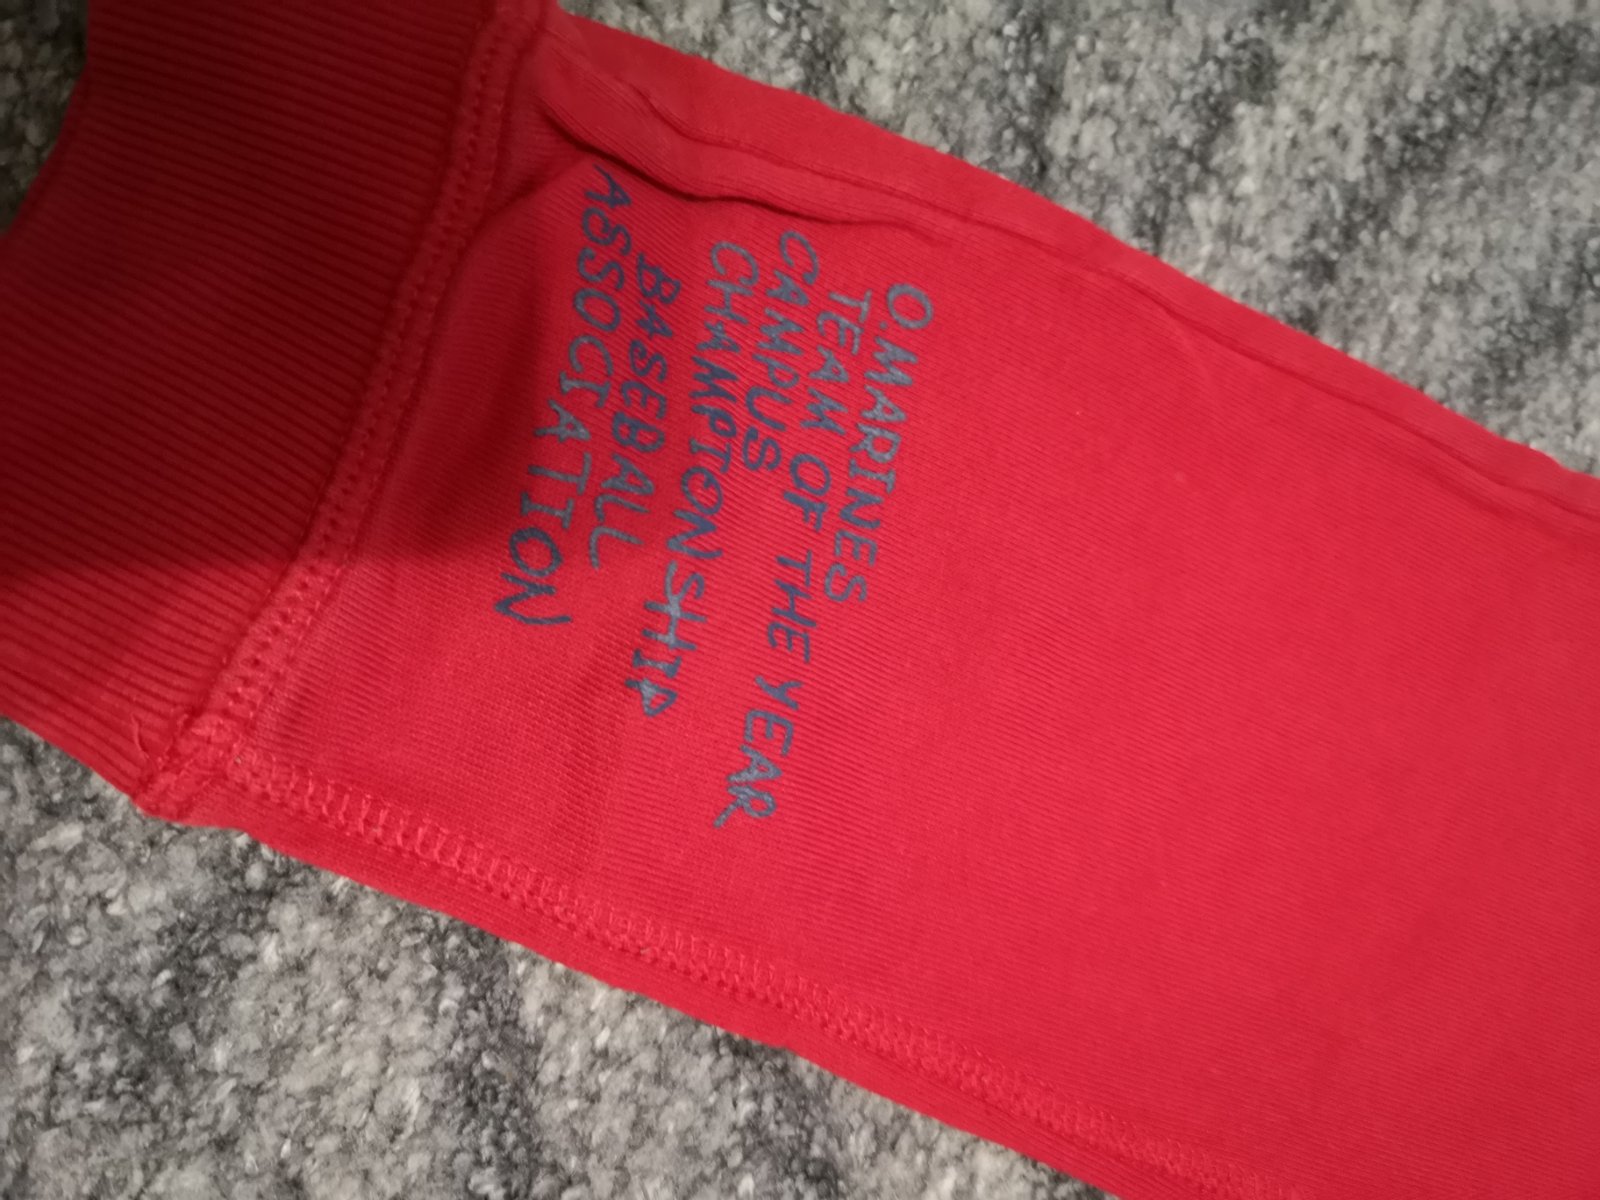 O.MARINES
TEAM OF THE YEAR
CAMPUS
CHAMPIONSHIP
BASEBALL
ASSOCIATION